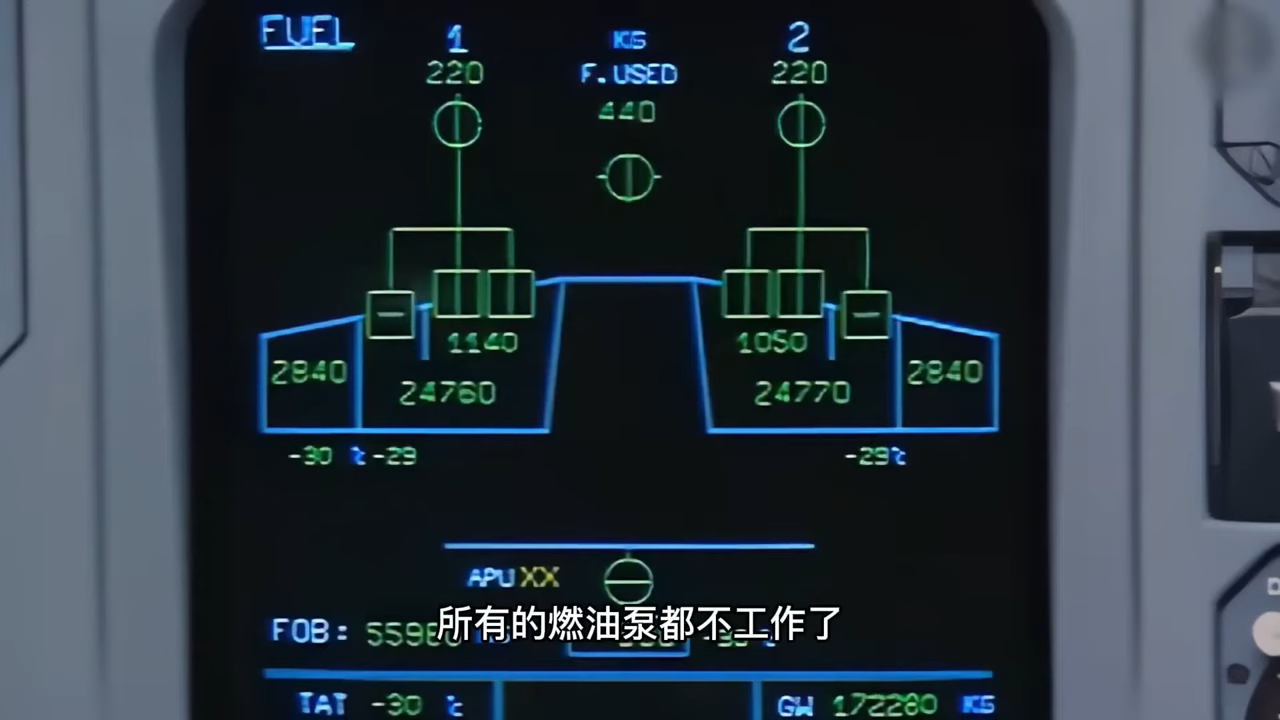 FUEL
1 KG 2
220 F.USED 220
440
1140 1050
2840 2840
24760 24770
-30 ℃ -29 -29℃
APU XX
FOB:
所有的燃油泵都不工作了
TAT -30 ℃ GW 172280 KG